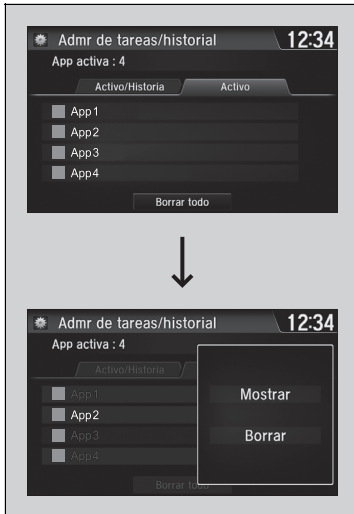 Admr de tareas/historial 12:34
App activa : 4
Activo/Historia Activo
App1
App2
App3
App4
Borrar todo
Admr de tareas/historial 12:34
App activa : 4
Activo/Historia
App1
App2
App3
App4
Mostrar
Borrar
Borrar todo